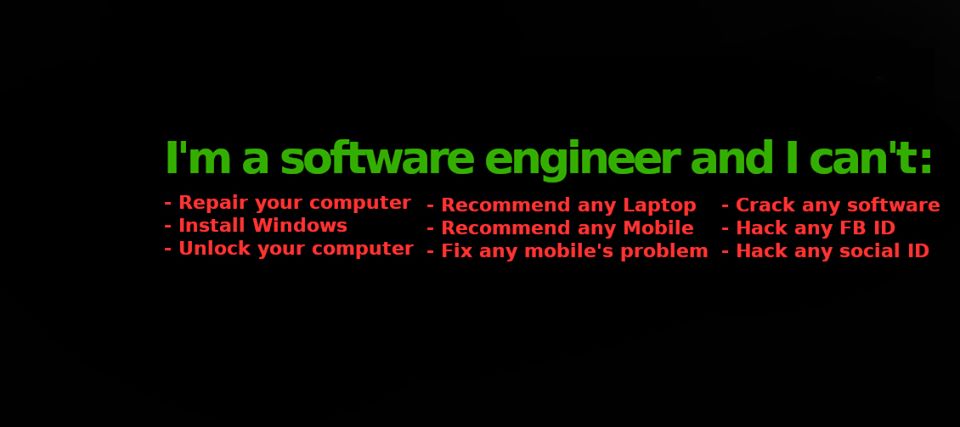 I'm a software engineer and I can't:
- Repair your computer
- Install Windows
- Unlock your computer
- Recommend any Laptop
- Recommend any Mobile
- Fix any mobile's problem
- Crack any software
- Hack any FB ID
- Hack any social ID